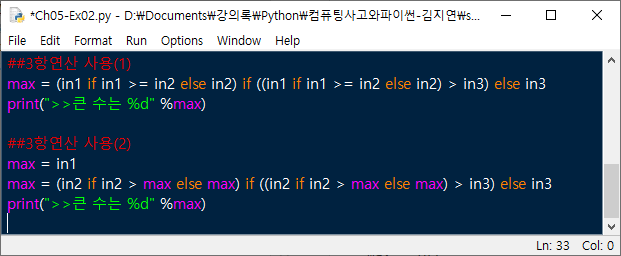 *Ch05-Ex02.py - D:₩Documents₩강의록₩Python₩컴퓨팅사고와파이썬-김지연₩s...
File Edit Format Run Options Window Help
##3항연산 사용(1)
max = (in1 if in1 >= in2 else in2) if ((in1 if in1 >= in2 else in2) > in3) else in3
print(">>큰 수는 %d" %max)
##3항연산 사용(2)
max = in1
max = (in2 if in2 > max else max) if ((in2 if in2 > max else max) > in3) else in3
print(">>큰 수는 %d" %max)
Ln: 33 Col: 0